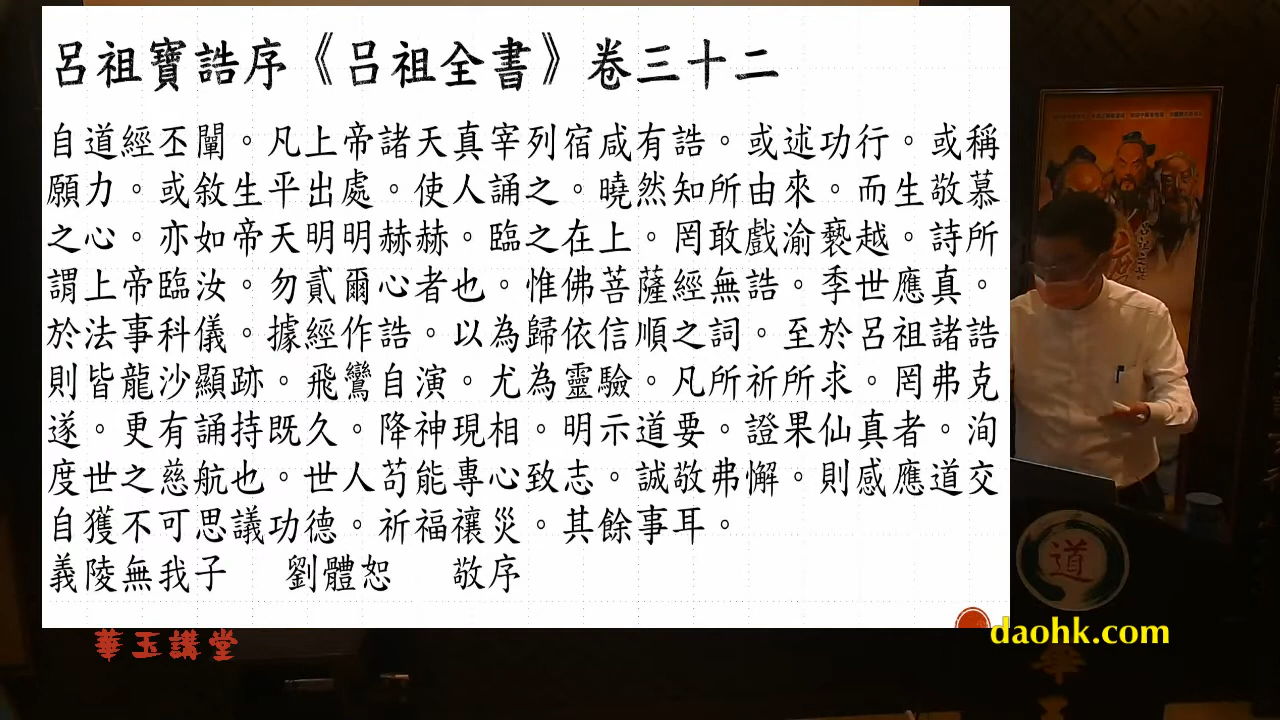 呂祖寶誥序《呂祖全書》卷三十二
自道經丕闡。凡上帝諸天真宰列宿咸有誥。或述功行。或稱
願力。或敘生平出處。使人誦之。曉然知所由來。而生敬慕
之心。亦如帝天明明赫赫。臨之在上。罔敢戲渝褻越。詩所
謂上帝臨汝。勿貳爾心者也。惟佛菩薩經無誥。季世應真。
於法事科儀。據經作誥。以為歸依信順之詞。至於呂祖諸誥
則皆龍沙顯跡。飛鸞自演。尤為靈驗。凡所祈所求。罔弗克
遂。更有誦持既久。降神現相。明示道要。證果仙真者。洵
度世之慈航也。世人苟能專心致志。誠敬弗懈。則感應道交
自獲不可思議功德。祈福禳災。其餘事耳。
義陵無我子 劉體恕 敬序
道
華玉講堂
daohk.com